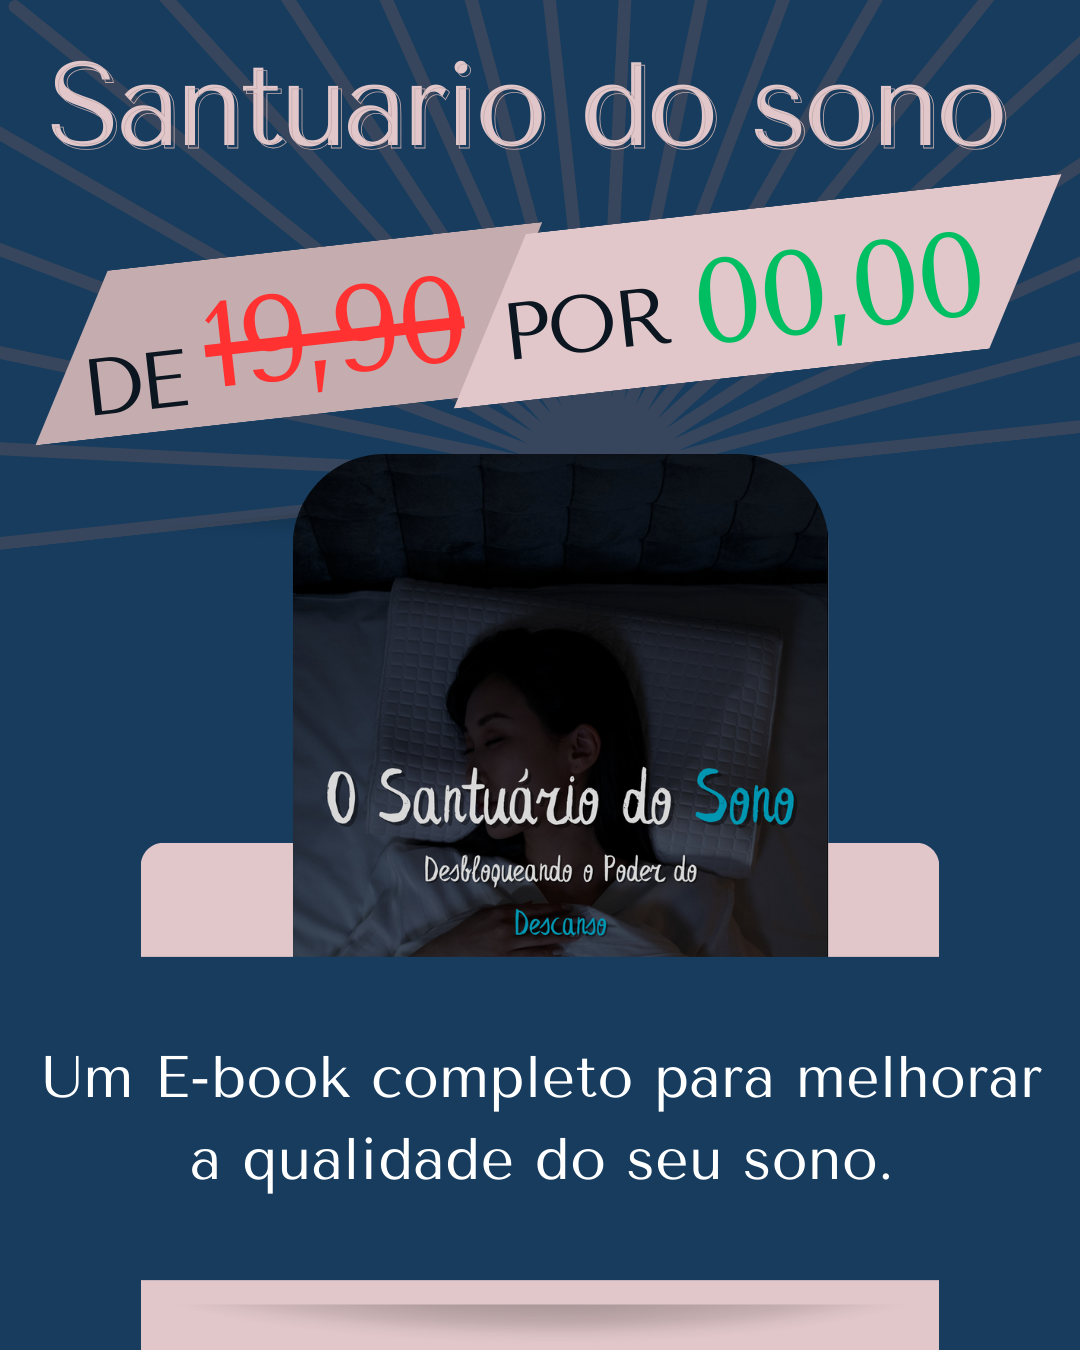 Santuario do sono
DE 19,90 POR 00,00
O Santuário do Sono
Desbloqueando o Poder do
Descanso
Um E-book completo para melhorar
a qualidade do seu sono.